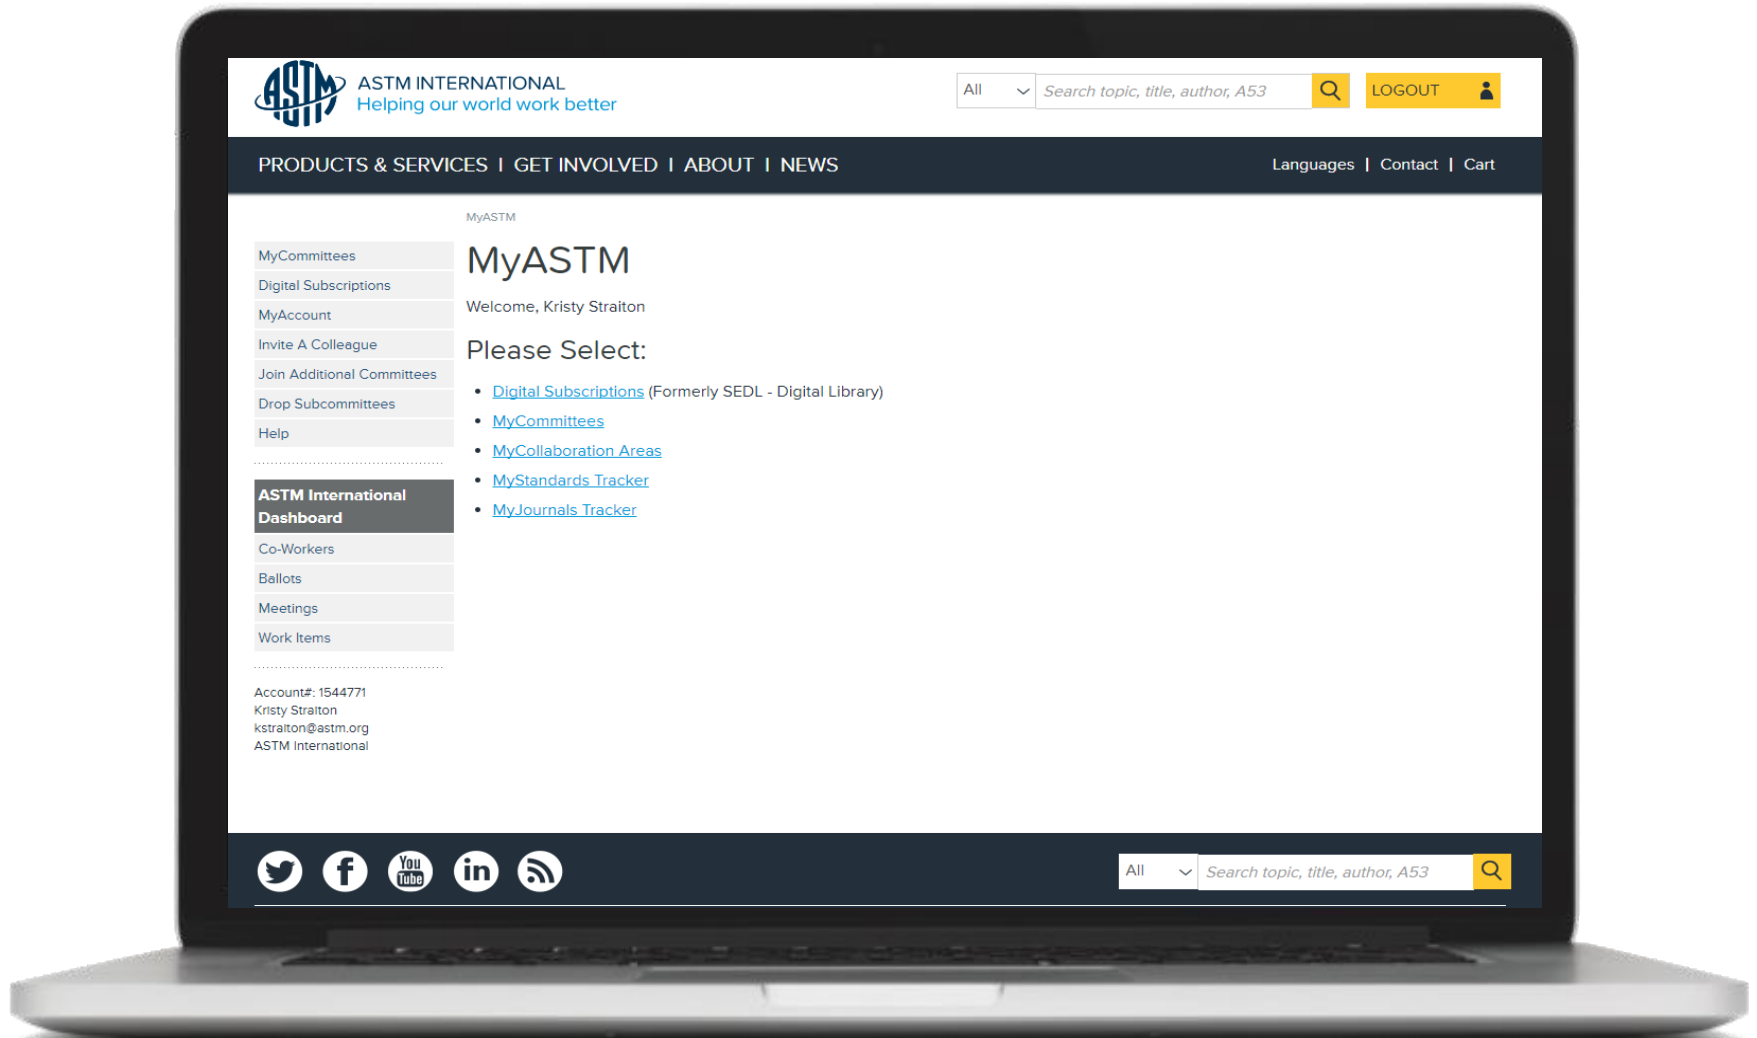 ASTM
ASTM INTERNATIONAL
Helping our world work better
All
Search topic, title, author, A53
LOGOUT
PRODUCTS & SERVICES | GET INVOLVED | ABOUT | NEWS
Languages | Contact | Cart
MyASTM
MyCommittees
Digital Subscriptions
MyAccount
Invite A Colleague
Join Additional Committees
Drop Subcommittees
Help
ASTM International
Dashboard
Co-Workers
Ballots
Meetings
Work Items
Account#: 1544771
Kristy Straiton
kstraiton@astm.org
ASTM International
MyASTM
Welcome, Kristy Straiton
Please Select:
• Digital Subscriptions (Formerly SEDL - Digital Library)
• MyCommittees
• MyCollaboration Areas
• MyStandards Tracker
• MyJournals Tracker
You
Tube
in
All
Search topic, title, author, A53